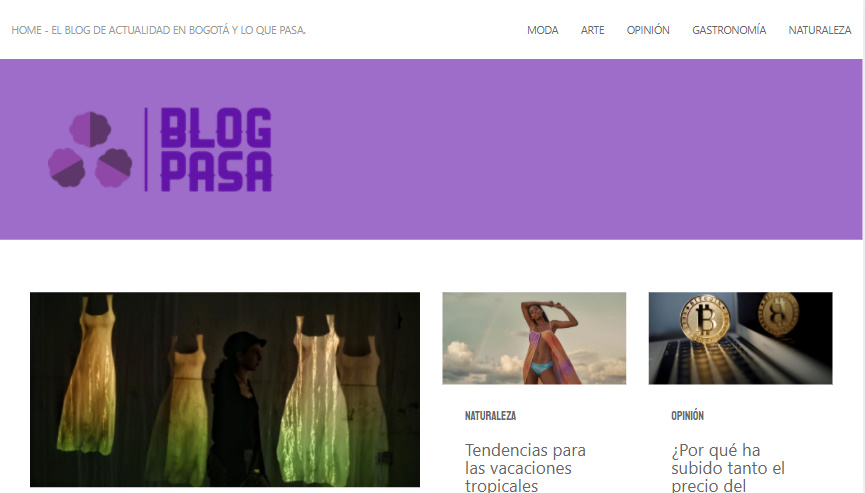 HOME - EL BLOG DE ACTUALIDAD EN BOGOTÁ Y LO QUE PASA.
MODA ARTE OPINIÓN GASTRONOMÍA NATURALEZA
BLOG
PASA
NATURALEZA
Tendencias para
las vacaciones
tropicales
OPINIÓN
¿Por qué ha
subido tanto el
precio del